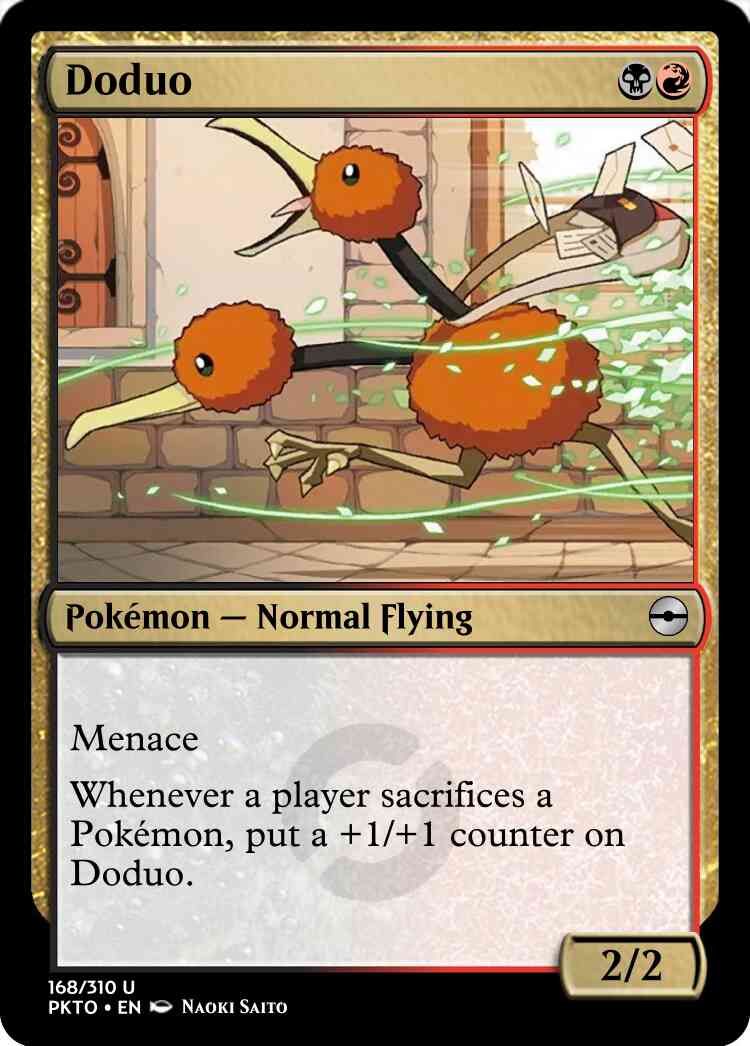 Doduo
Pokémon — Normal Flying
Menace
Whenever a player sacrifices a
Pokémon, put a +1/+1 counter on
Doduo.
2/2
168/310 U
PKTO • EN Naoki Saito